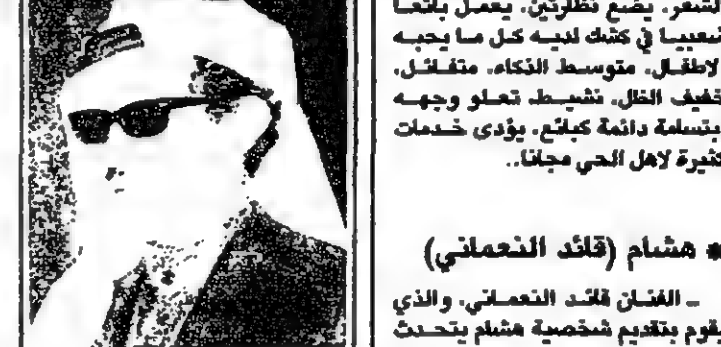 الشعر، يضع نظارتين، يعمل بائعا
شعبيا في كشك لديه كل ما يحبه
الاطفال، متوسط الذكاء، متفائل،
خفيف الظل، نشيط، تعلو وجهه
ابتسامة دائمة كبائع، يؤدي خدمات
كثيرة لاهل الحي مجانا..
* هشام (قائد النعماني)
ـ الفنان قائد النعماني، والذي
يقوم بتقديم شخصية هشام يتحدث